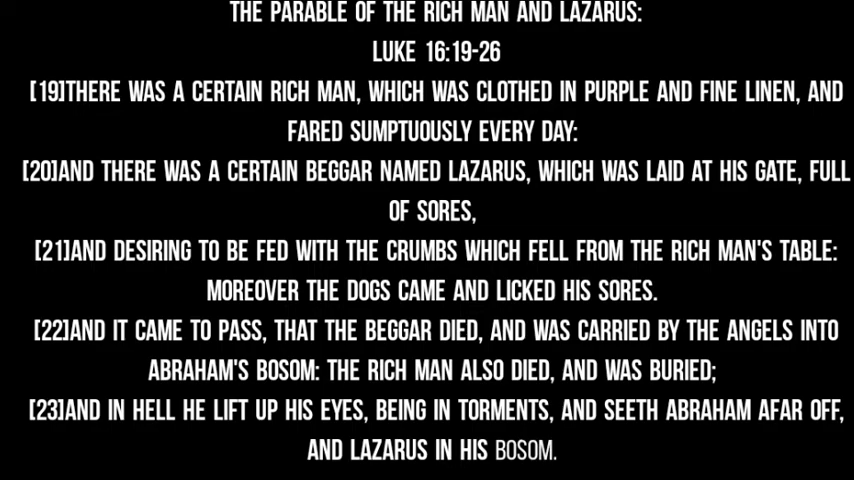 THE PARABLE OF THE RICH MAN AND LAZARUS:
LUKE 16:19-26
[19]THERE WAS A CERTAIN RICH MAN, WHICH WAS CLOTHED IN PURPLE AND FINE LINEN, AND
FARED SUMPTUOUSLY EVERY DAY:
[20]AND THERE WAS A CERTAIN BEGGAR NAMED LAZARUS, WHICH WAS LAID AT HIS GATE, FULL
OF SORES,
[21]AND DESIRING TO BE FED WITH THE CRUMBS WHICH FELL FROM THE RICH MAN'S TABLE:
MOREOVER THE DOGS CAME AND LICKED HIS SORES.
[22]AND IT CAME TO PASS, THAT THE BEGGAR DIED, AND WAS CARRIED BY THE ANGELS INTO
ABRAHAM'S BOSOM: THE RICH MAN ALSO DIED, AND WAS BURIED;
[23]AND IN HELL HE LIFT UP HIS EYES, BEING IN TORMENTS, AND SEETH ABRAHAM AFAR OFF,
AND LAZARUS IN HIS BOSOM.